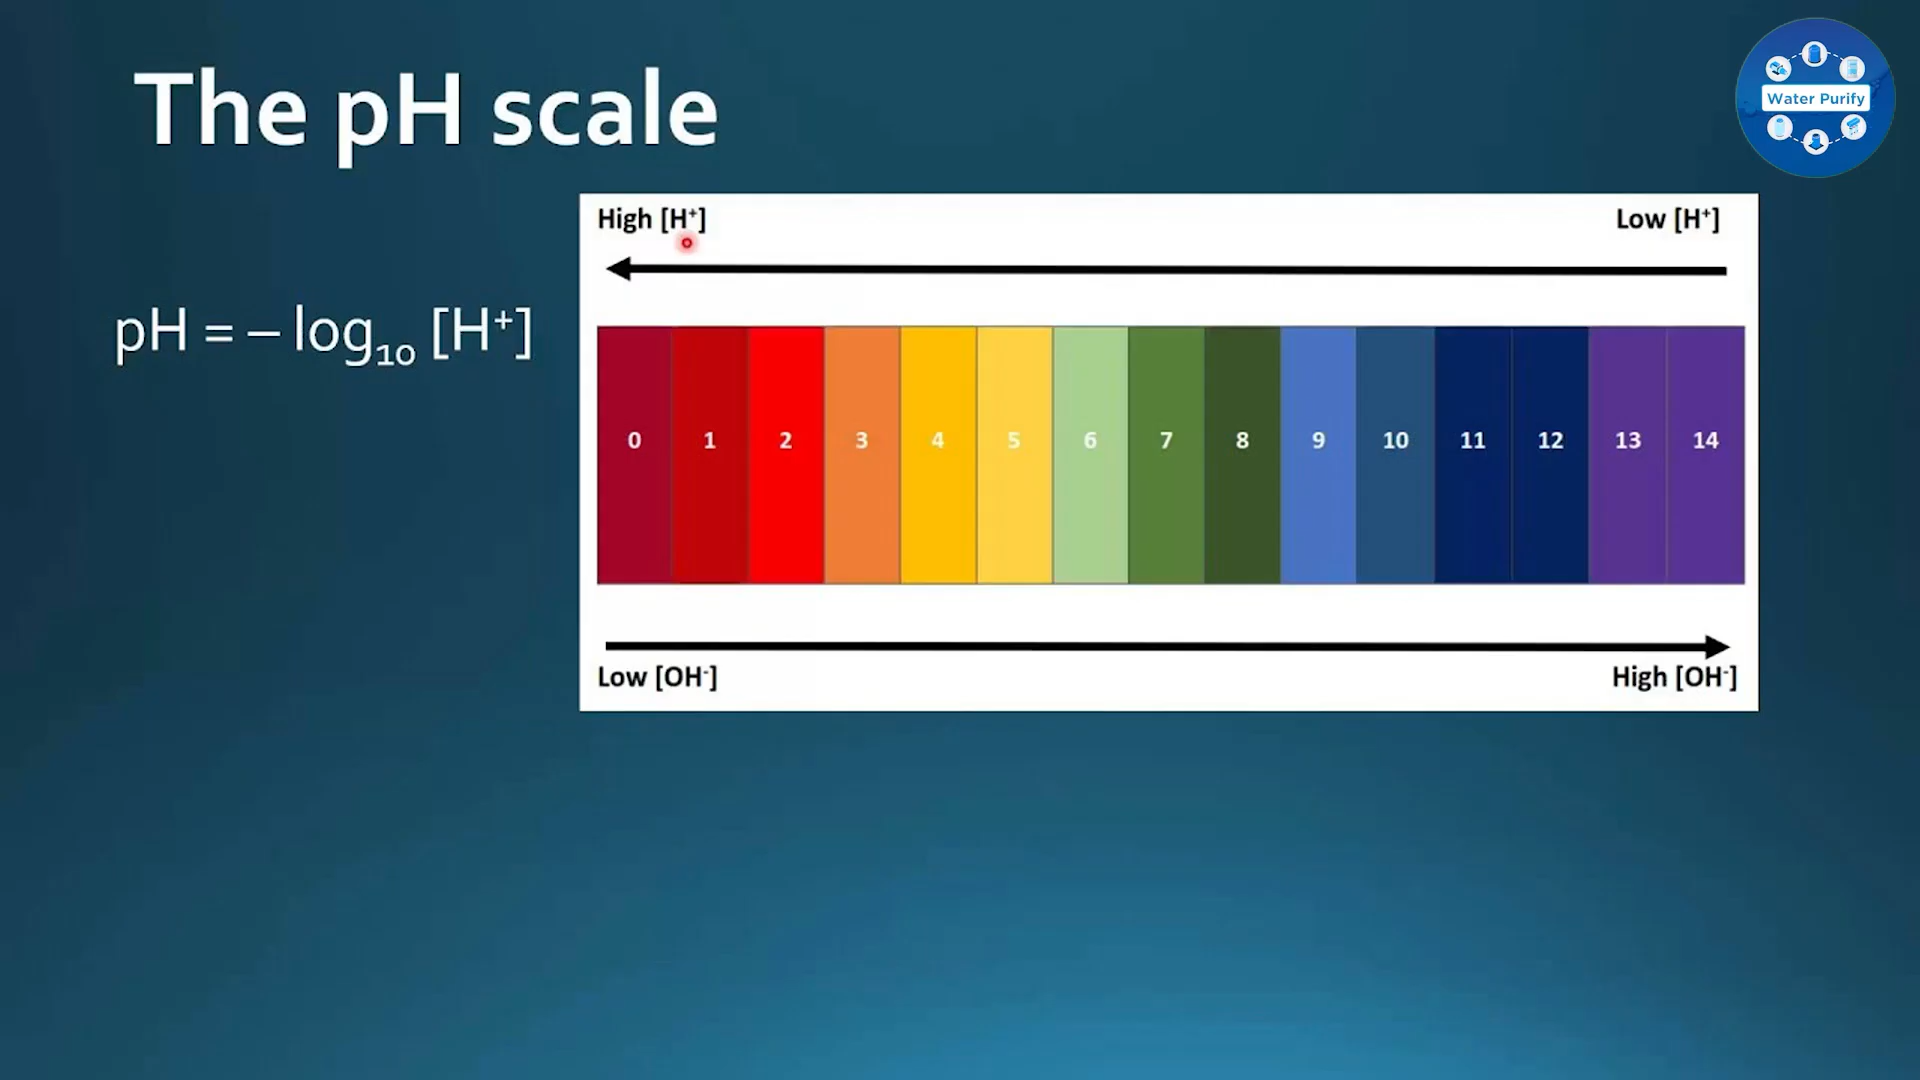 The pH scale
Water Purify
pH = – log₁₀ [H⁺]
High [H⁺] Low [H⁺]
0 1 2 3 4 5 6 7 8 9 10 11 12 13 14
Low [OH⁻] High [OH⁻]